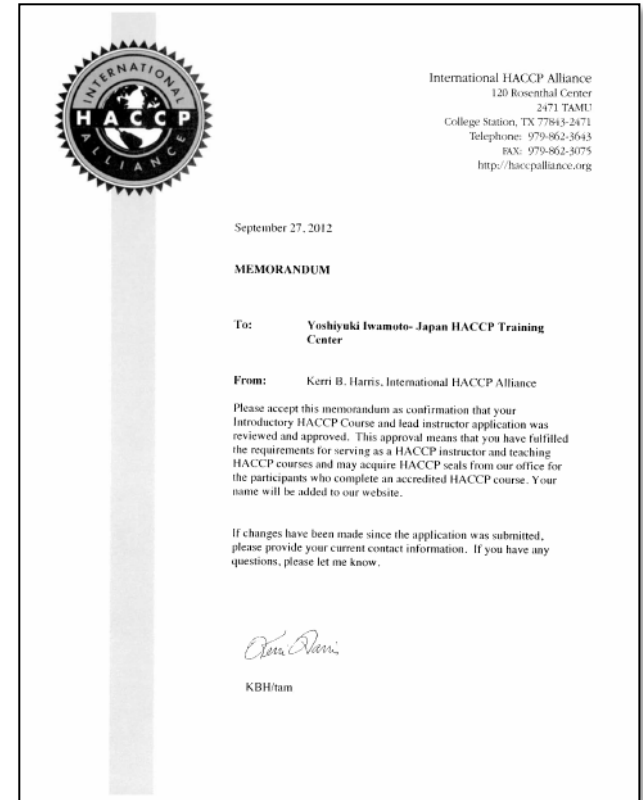 INTERNATIONAL
HACCP
ALLIANCE
International HACCP Alliance
120 Rosenthal Center
2471 TAMU
College Station, TX 77843-2471
Telephone: 979-862-3643
FAX: 979-862-3075
http://haccpalliance.org
September 27, 2012
MEMORANDUM
To: Yoshiyuki Iwamoto- Japan HACCP Training
Center
From: Kerri B. Harris, International HACCP Alliance
Please accept this memorandum as confirmation that your
Introductory HACCP Course and lead instructor application was
reviewed and approved. This approval means that you have fulfilled
the requirements for serving as a HACCP instructor and teaching
HACCP courses and may acquire HACCP seals from our office for
the participants who complete an accredited HACCP course. Your
name will be added to our website.
If changes have been made since the application was submitted,
please provide your current contact information. If you have any
questions, please let me know.
Kerri Harris
KBH/tam